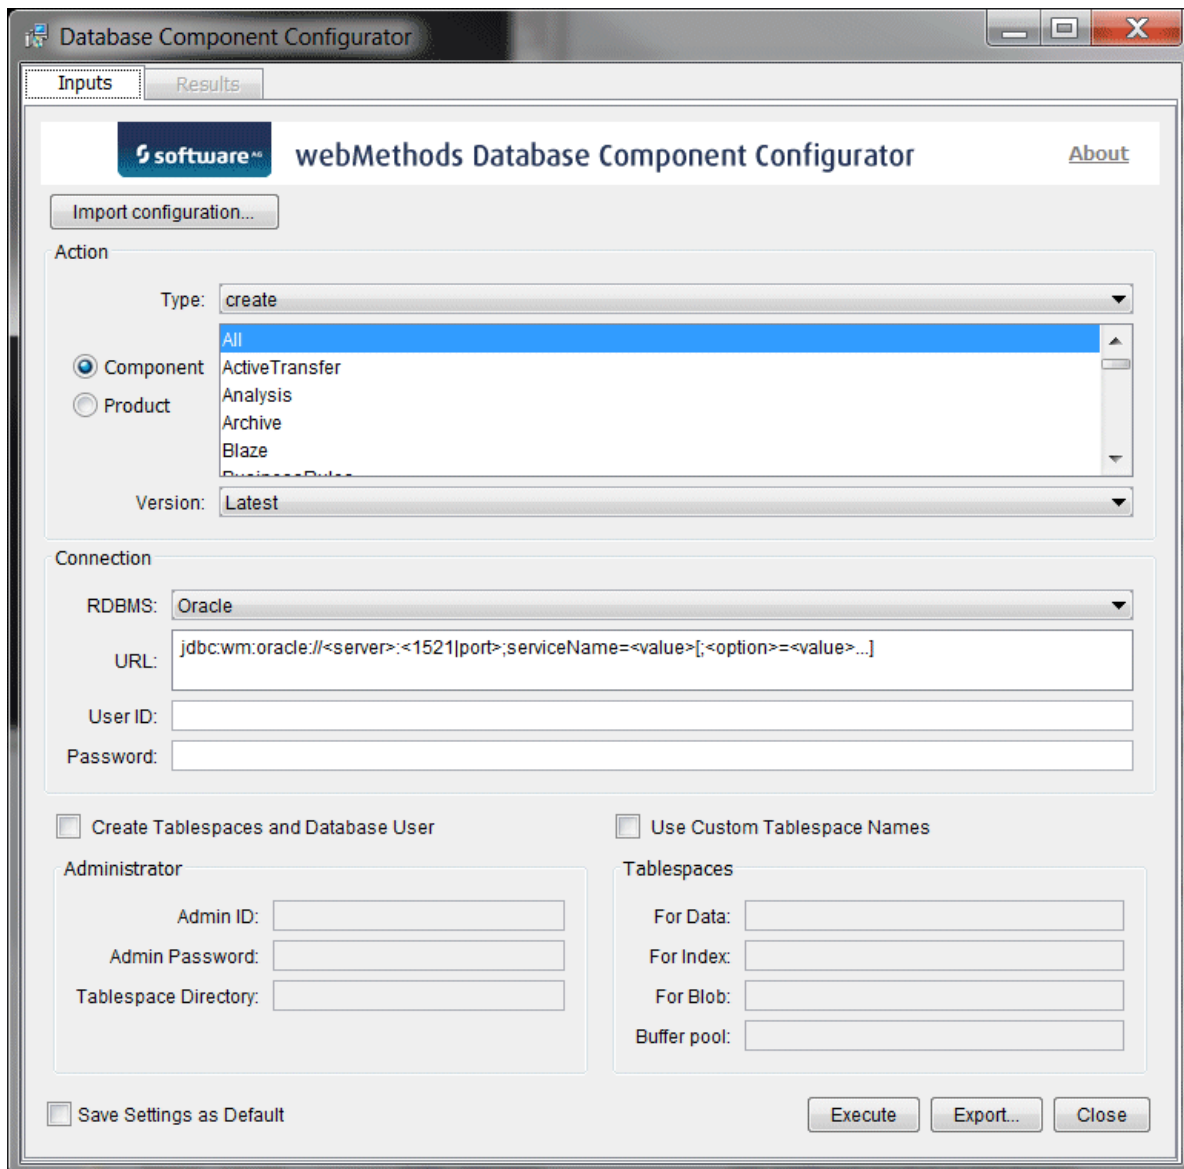 Database Component Configurator
Inputs
Results
software AG
webMethods Database Component Configurator
About
Import configuration...
Action
Type: create
All
Component
ActiveTransfer
Analysis
Product
Archive
Blaze
BusinessRules
Version: Latest
Connection
RDBMS: Oracle
URL: jdbc:wm:oracle://<server>:<1521|port>;serviceName=<value>[;<option>=<value>...]
User ID:
Password:
Create Tablespaces and Database User
Use Custom Tablespace Names
Administrator
Tablespaces
Admin ID:
For Data:
Admin Password:
For Index:
Tablespace Directory:
For Blob:
Buffer pool:
Save Settings as Default
Execute
Export...
Close